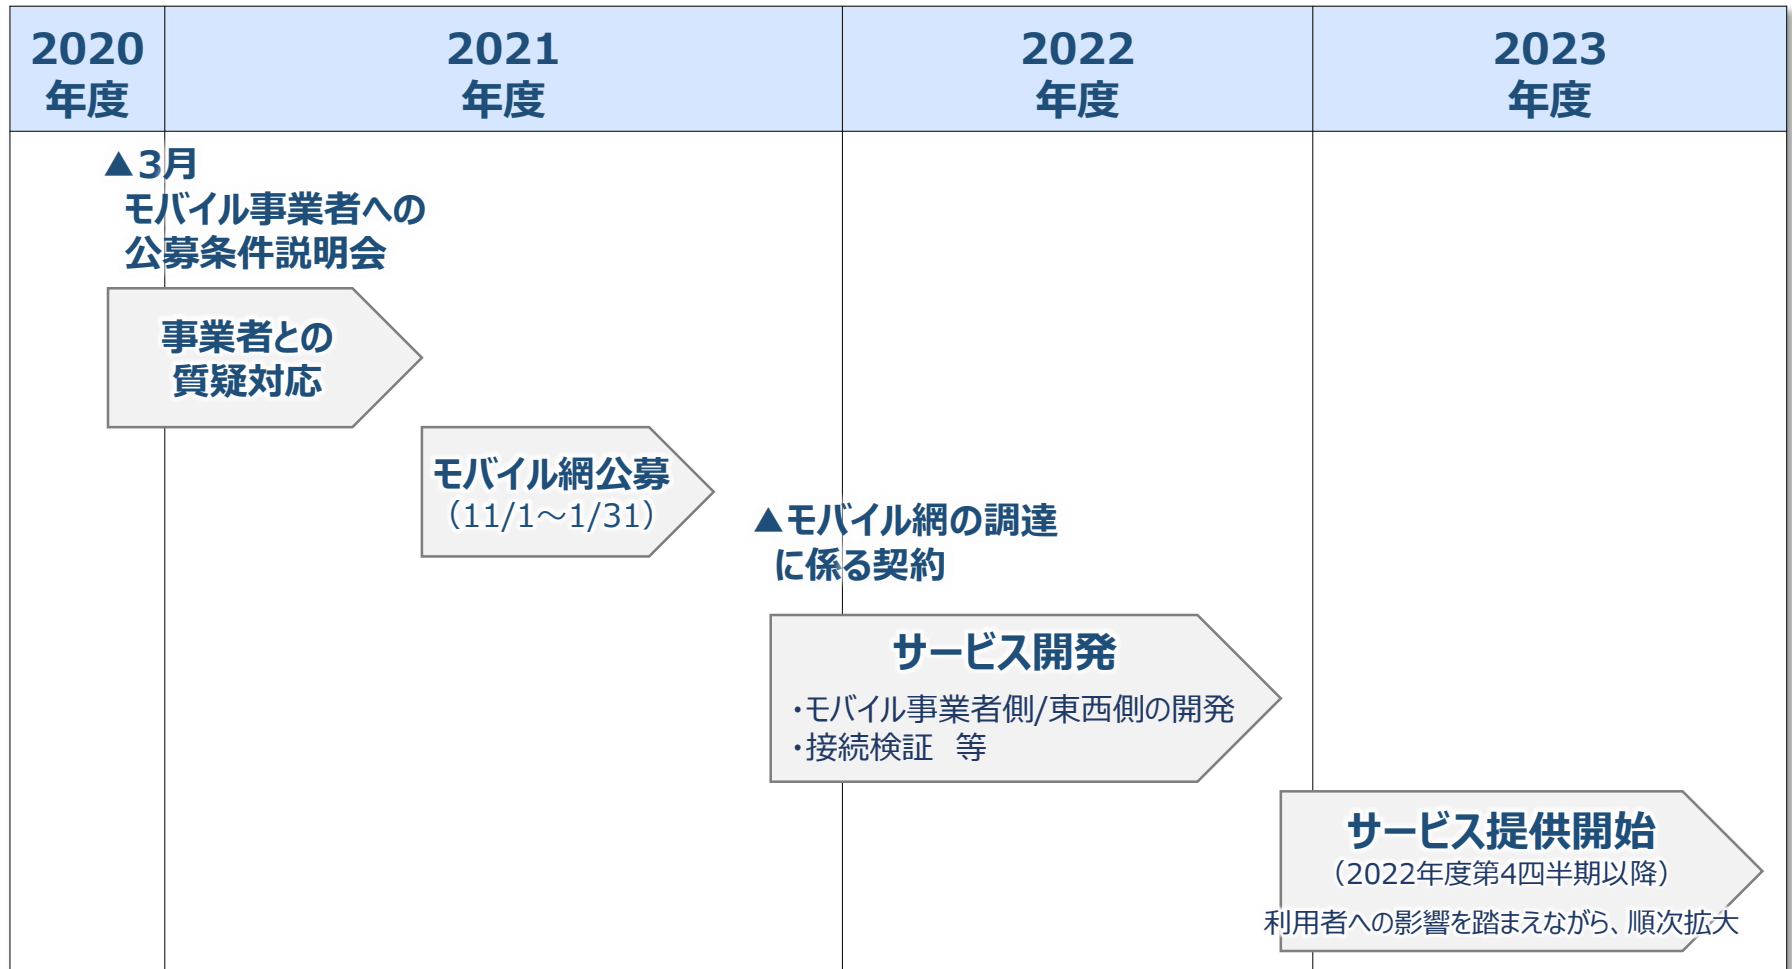 2020
年度
2021
年度
2022
年度
2023
年度
▲3月
モバイル事業者への
公募条件説明会
事業者との
質疑対応
モバイル網公募
（11/1～1/31）
▲モバイル網の調達
に係る契約
サービス開発
・モバイル事業者側/東西側の開発
・接続検証　等
サービス提供開始
（2022年度第4四半期以降）
利用者への影響を踏まえながら、順次拡大